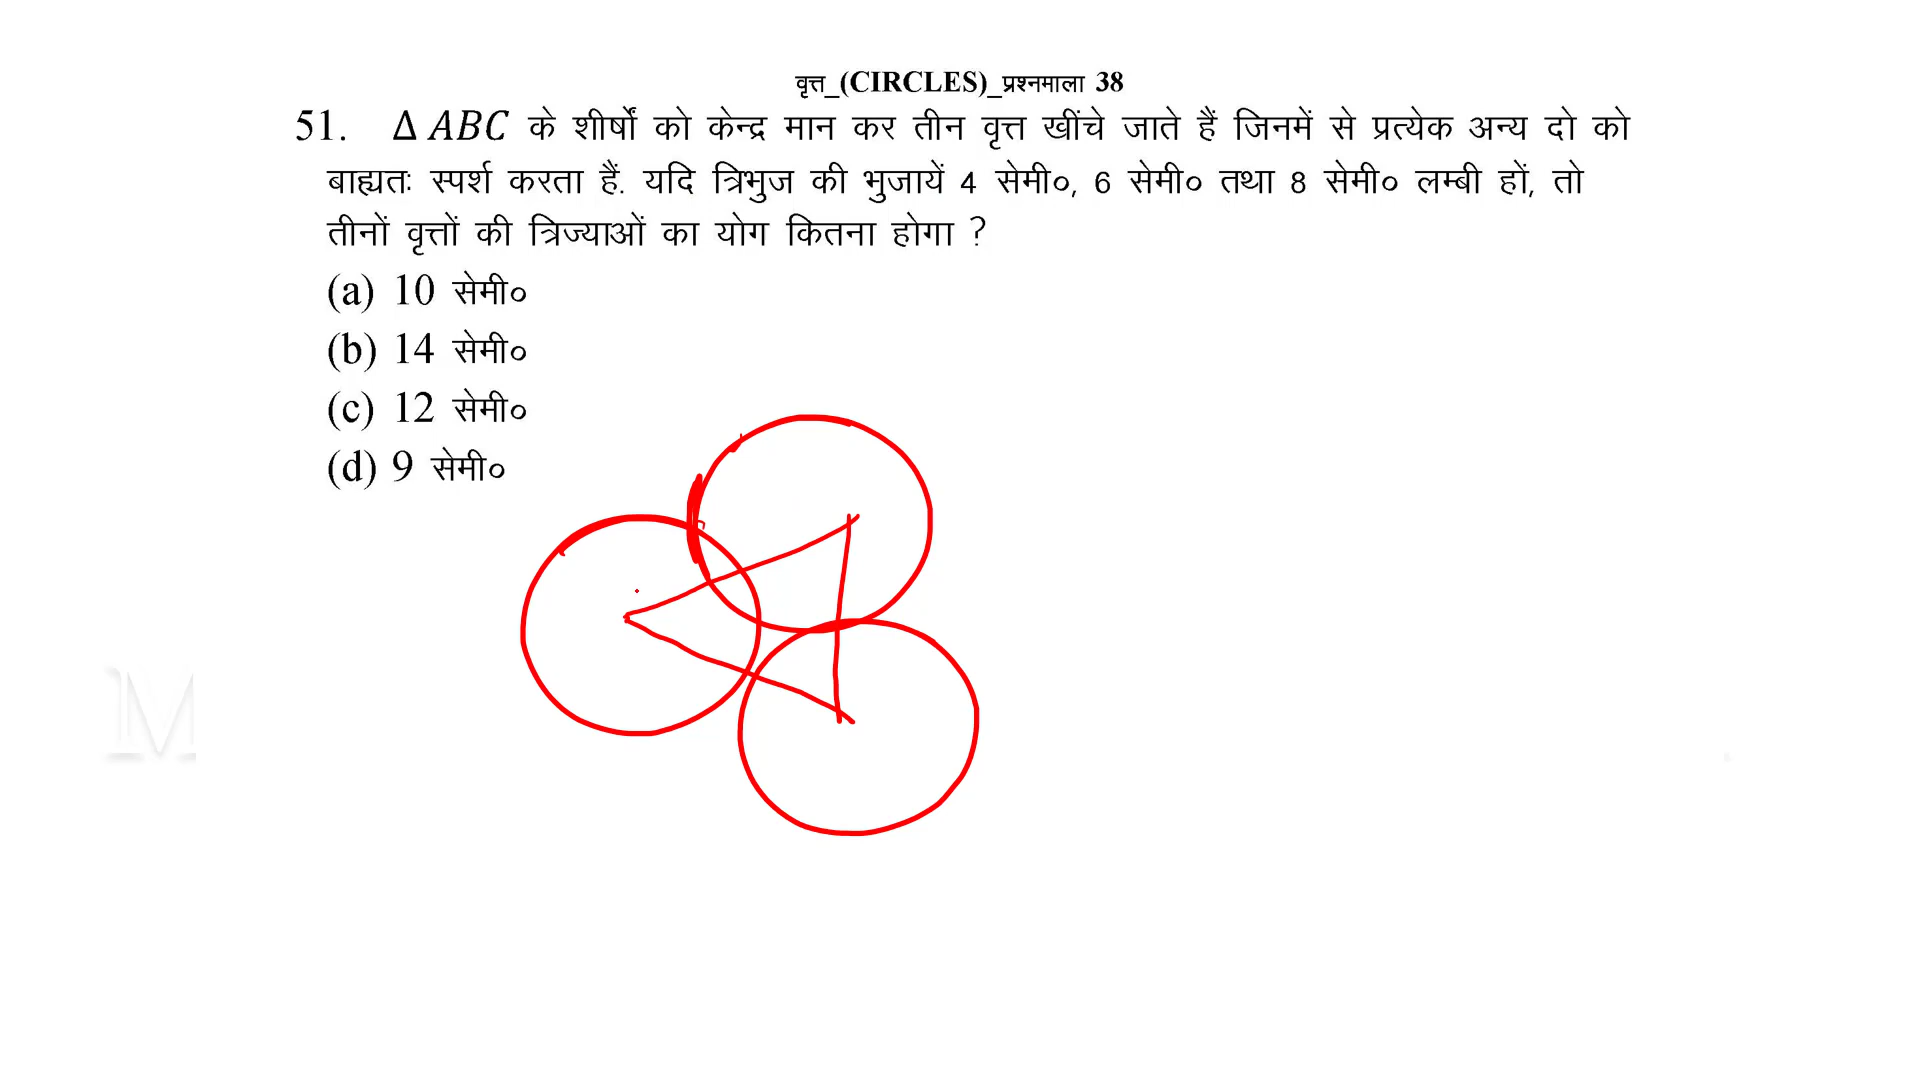 वृत्त_(CIRCLES)_प्रश्नमाला 38
51. Δ ABC के शीर्षों को केन्द्र मान कर तीन वृत्त खींचे जाते हैं जिनमें से प्रत्येक अन्य दो को
बाह्यतः स्पर्श करता हैं. यदि त्रिभुज की भुजायें 4 सेमी०, 6 सेमी० तथा 8 सेमी० लम्बी हों, तो
तीनों वृत्तों की त्रिज्याओं का योग कितना होगा ?
(a) 10 सेमी०
(b) 14 सेमी०
(c) 12 सेमी०
(d) 9 सेमी०
M